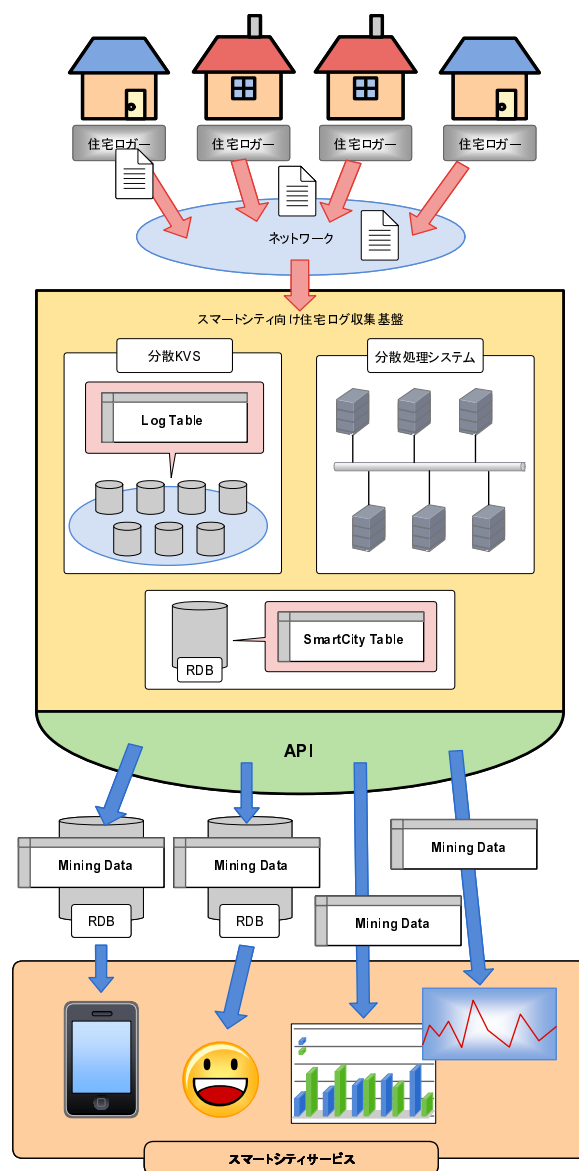 住宅ロガー
住宅ロガー
住宅ロガー
住宅ロガー
ネットワーク
スマートシティ向け住宅ログ収集基盤
分散KVS
分散処理システム
Log Table
RDB
SmartCity Table
API
Mining Data
RDB
Mining Data
RDB
Mining Data
Mining Data
スマートシティサービス